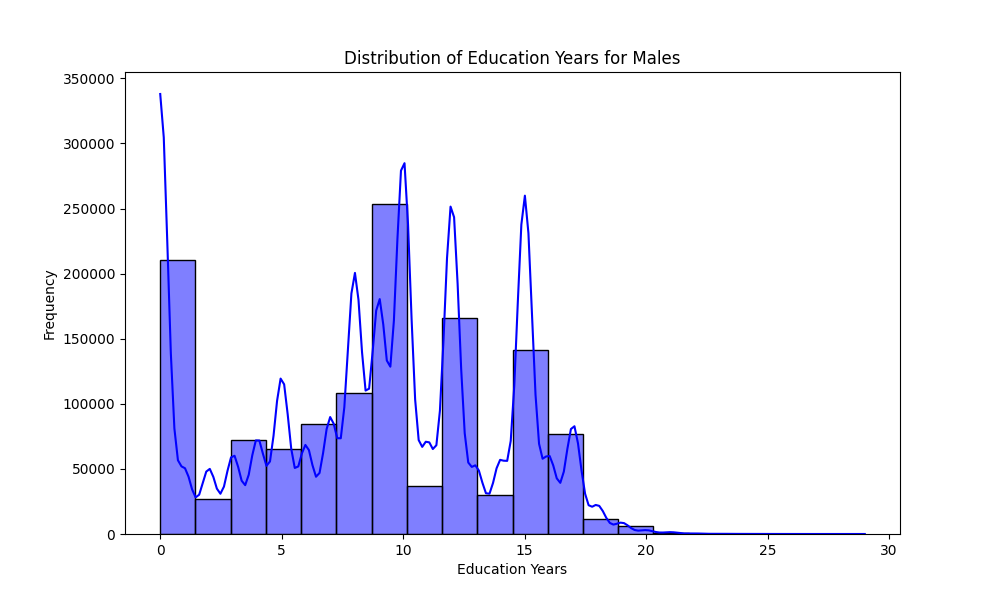 Distribution of Education Years for Males
350000
300000
250000
200000
150000
100000
50000
0
Frequency
0 5 10 15 20 25 30
Education Years